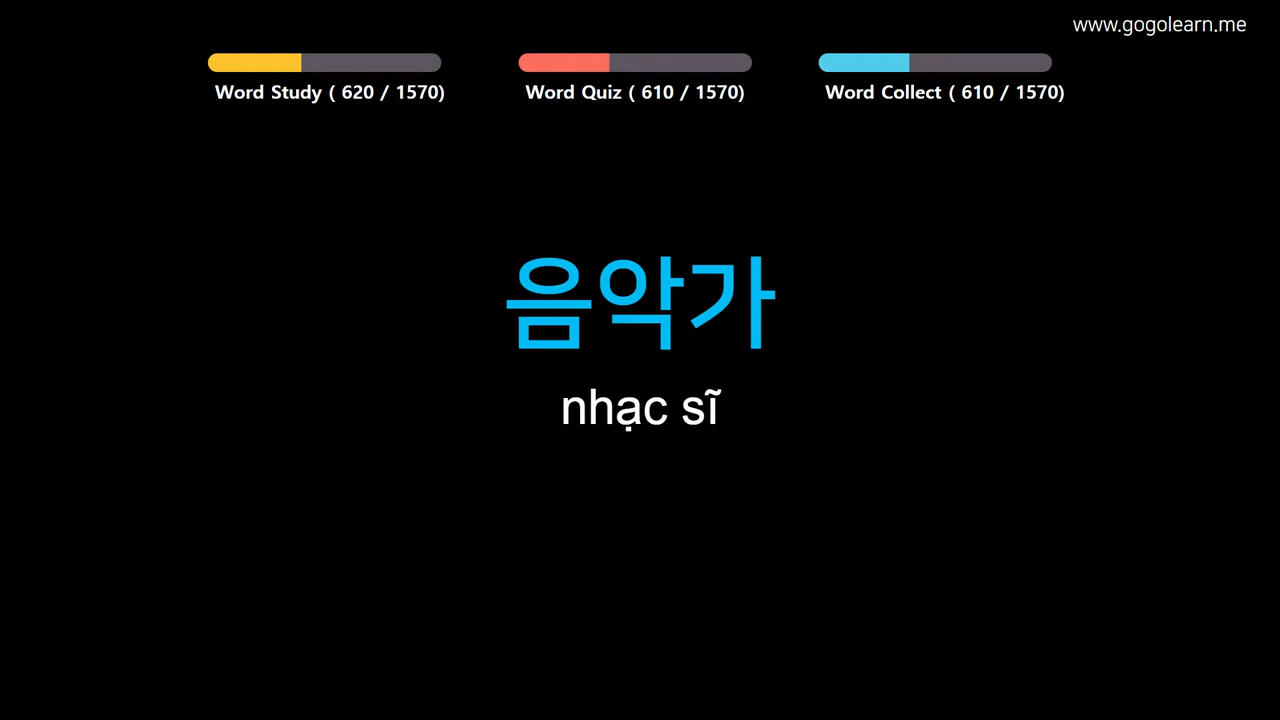 www.gogolearn.me
Word Study ( 620 / 1570)
Word Quiz ( 610 / 1570)
Word Collect ( 610 / 1570)
음악가
nhạc sĩ